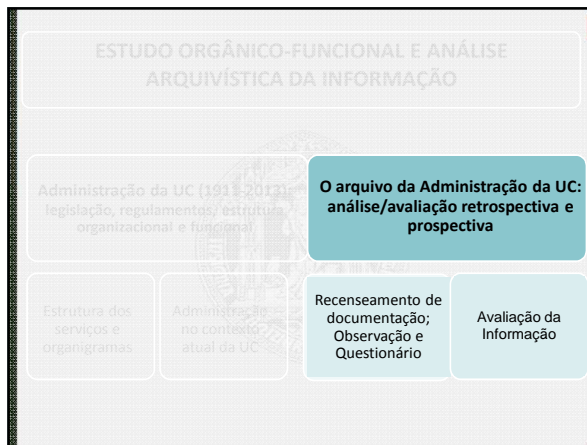 ESTUDO ORGÂNICO-FUNCIONAL E ANÁLISE
ARQUIVÍSTICA DA INFORMAÇÃO
Administração da UC (1911-2013):
legislação, regulamentos, estrutura
organizacional e funcional
O arquivo da Administração da UC:
análise/avaliação retrospectiva e
prospectiva
Estrutura dos
serviços e
organigramas
Administração
no contexto
atual da UC
Recenseamento de
documentação;
Observação e
Questionário
Avaliação da
Informação